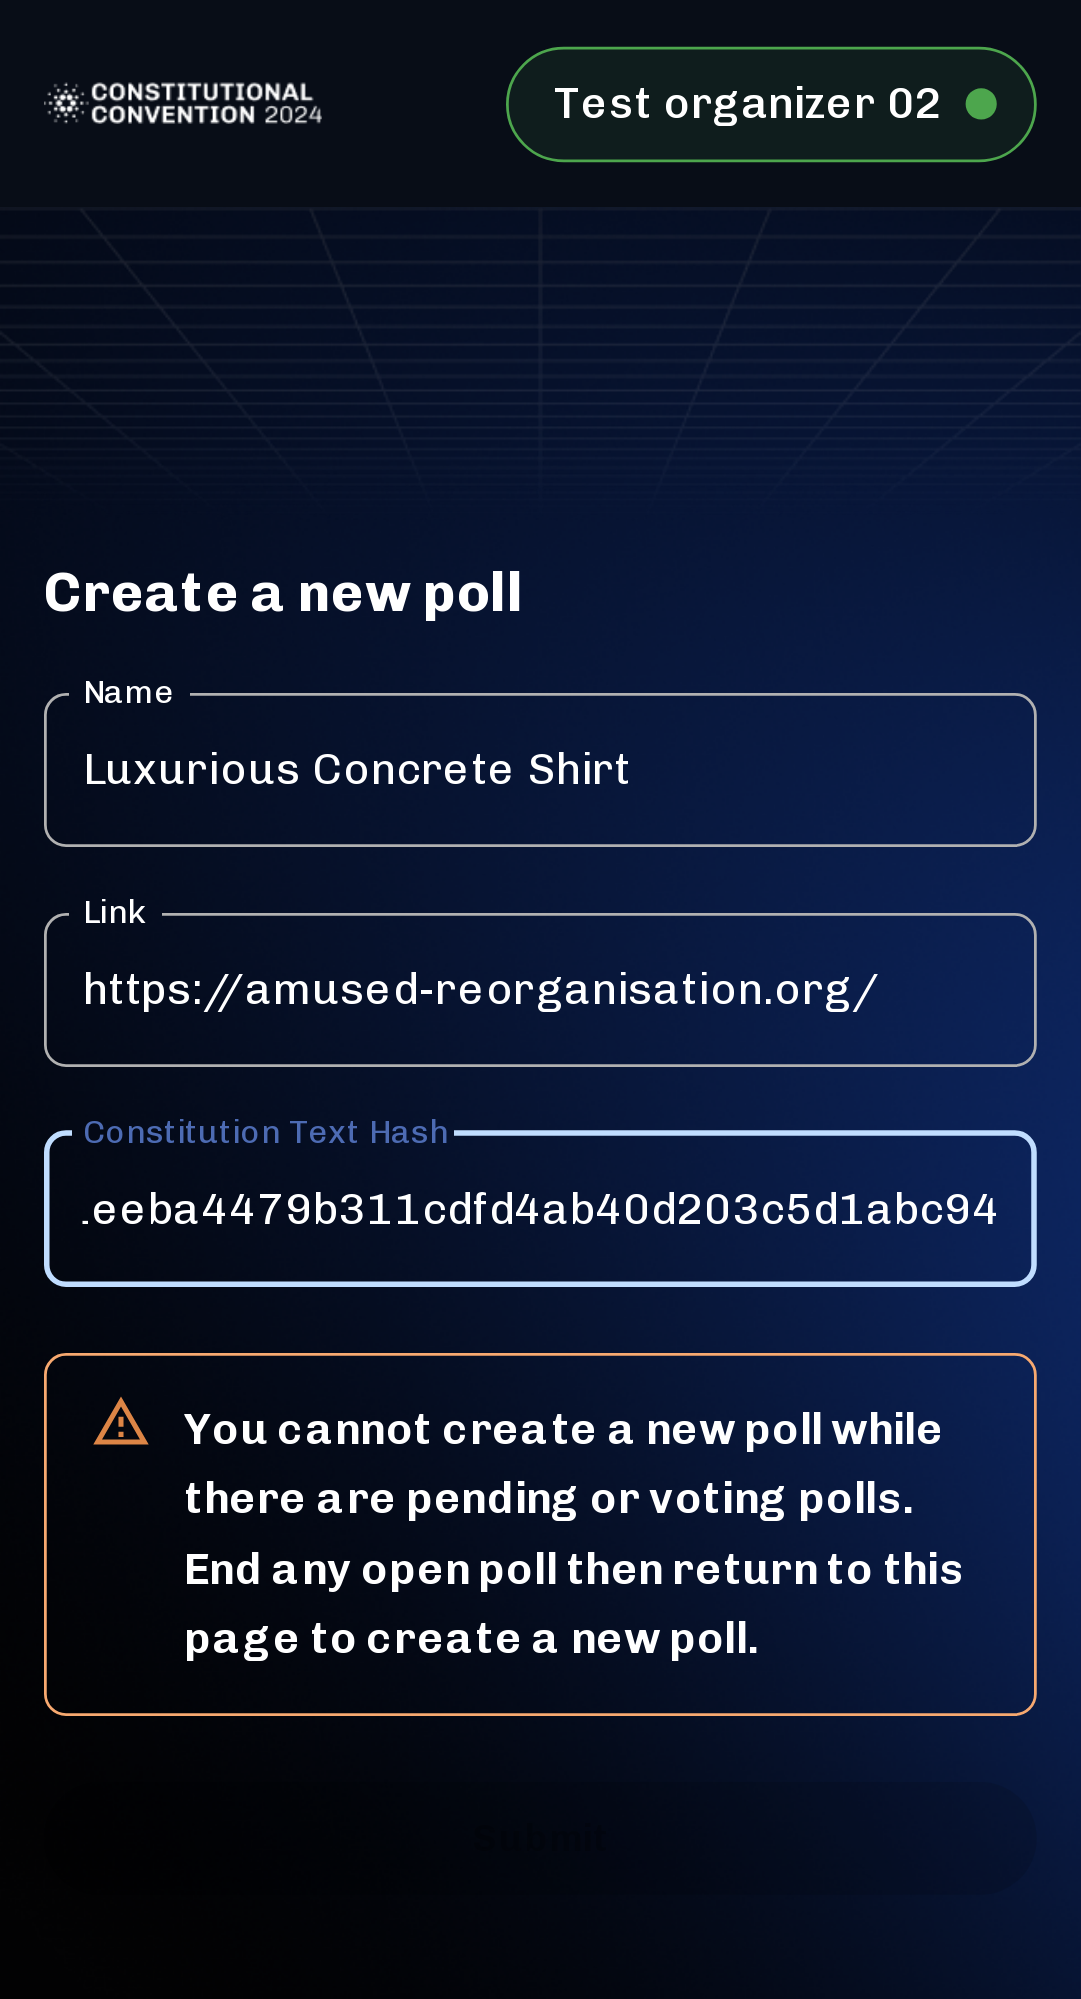 CONSTITUTIONAL
CONVENTION 2024
Test organizer 02
Create a new poll
Name
Luxurious Concrete Shirt
Link
https://amused-reorganisation.org/
Constitution Text Hash
.eeba4479b311cdfd4ab40d203c5d1abc94
You cannot create a new poll while
there are pending or voting polls.
End any open poll then return to this
page to create a new poll.
Submit